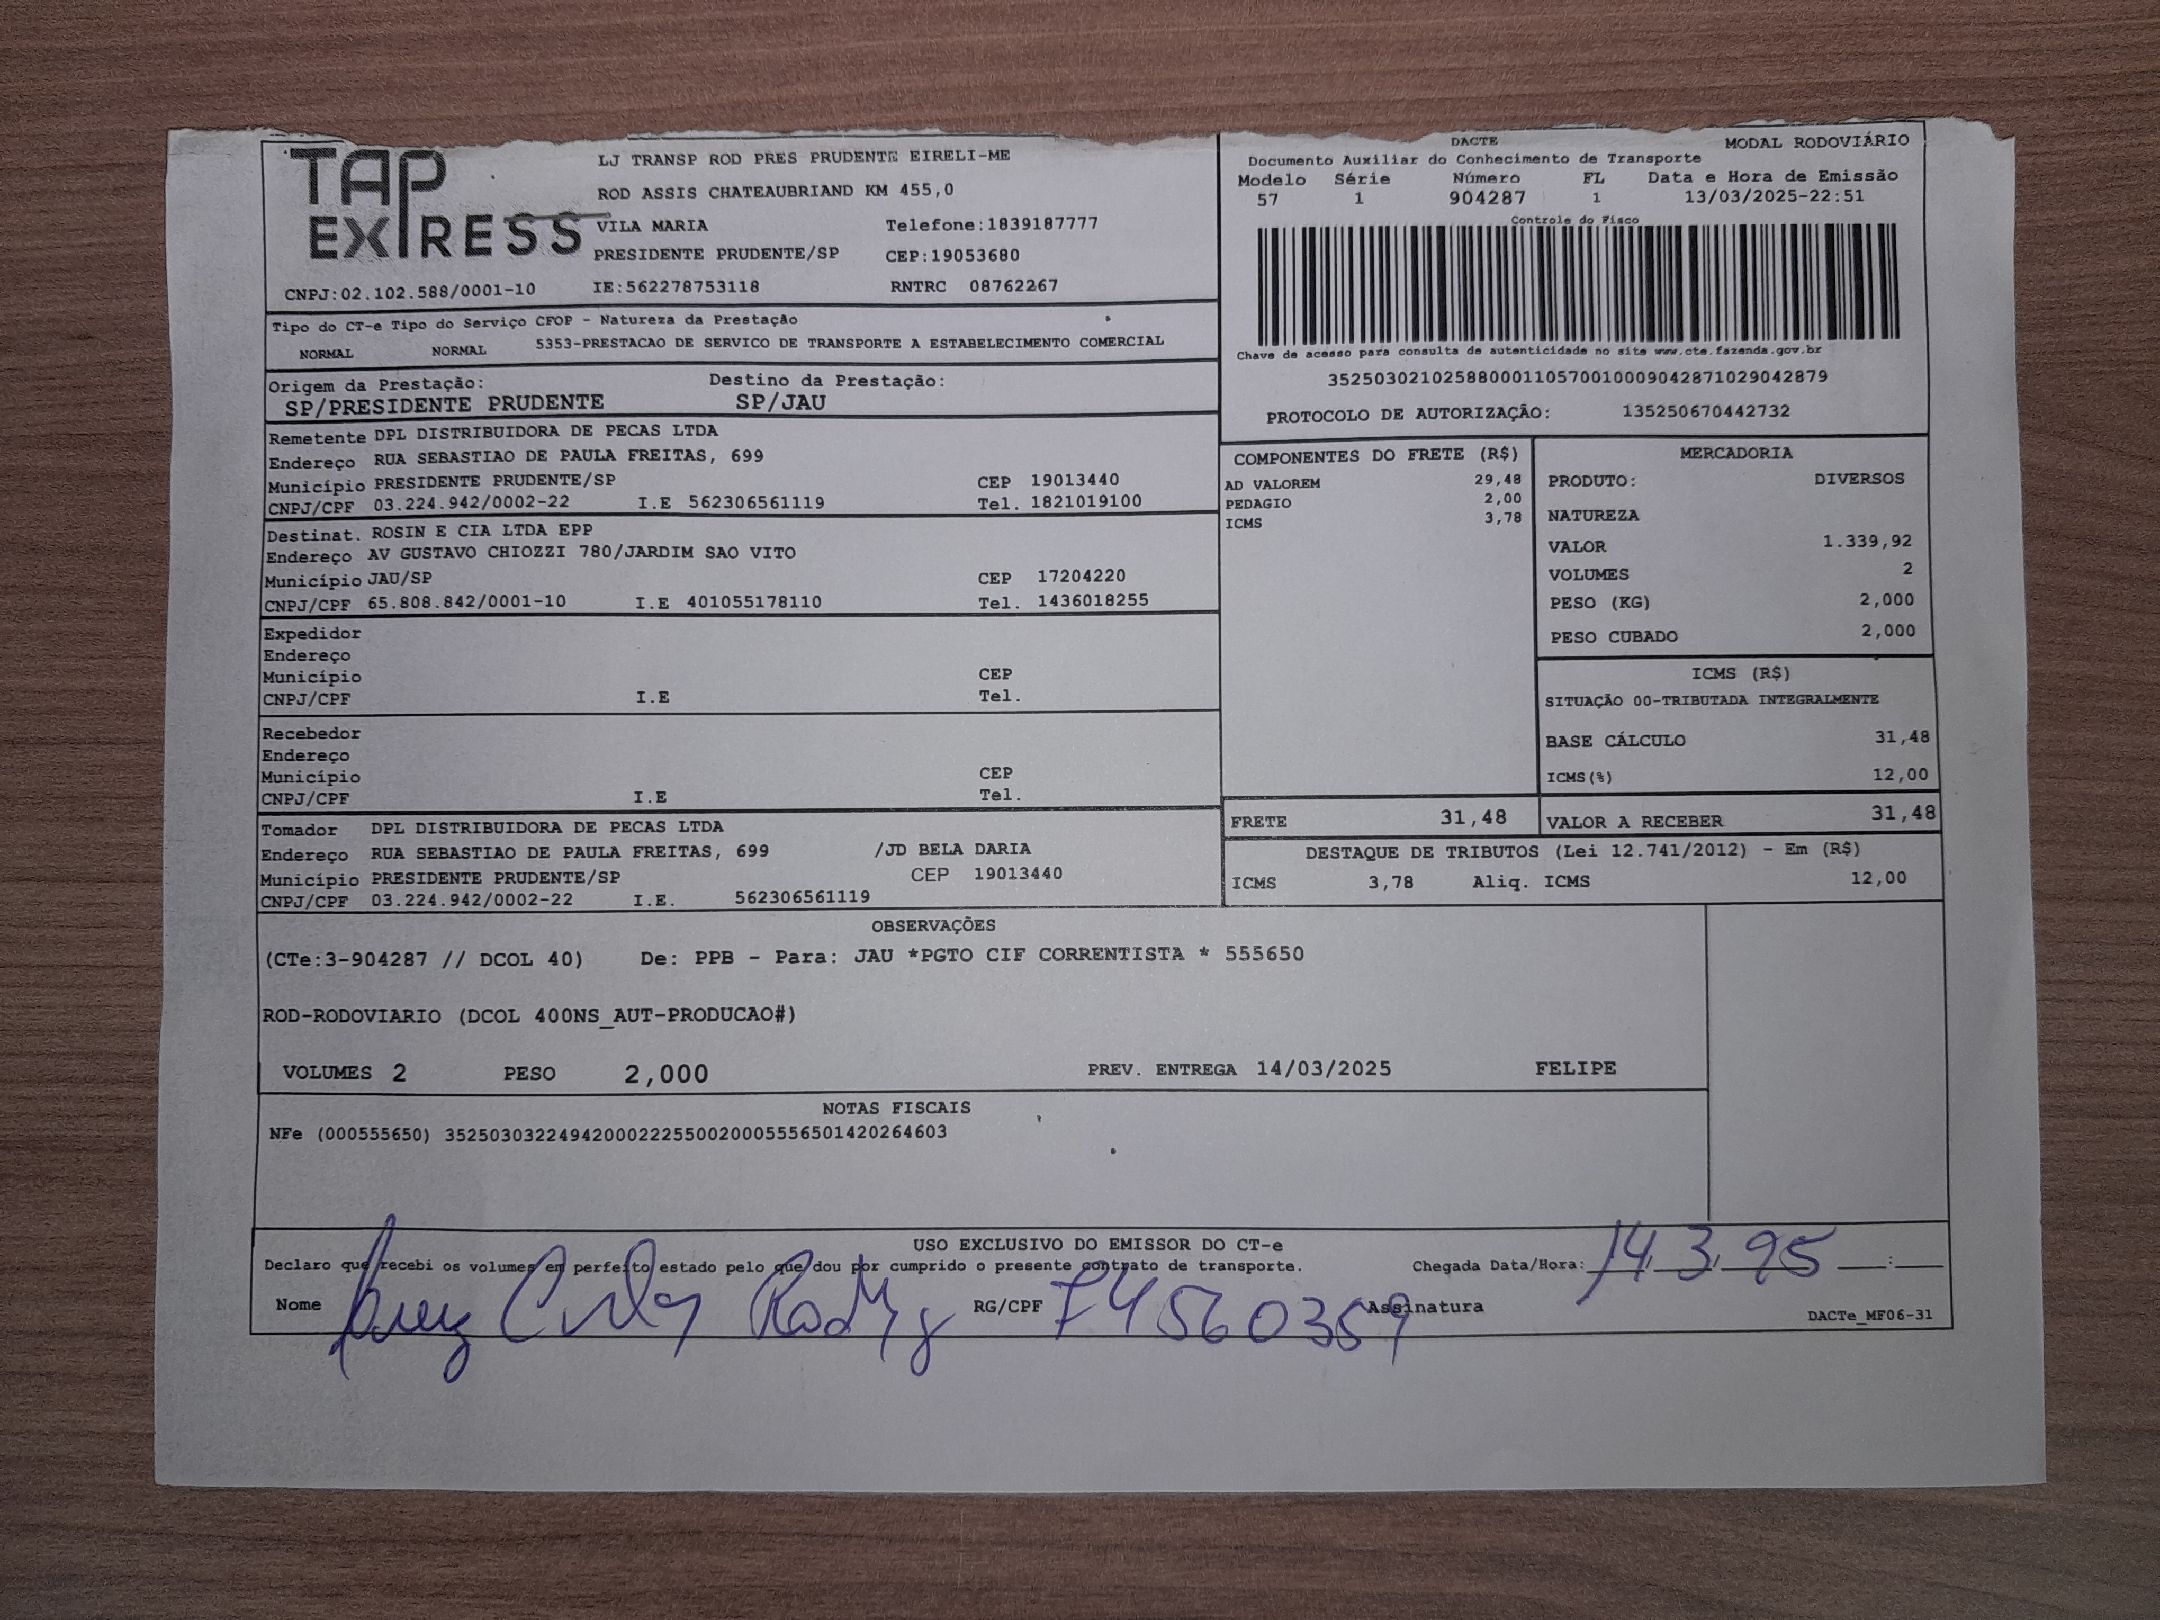 TAP
EXPRESS
LJ TRANSP ROD PRES PRUDENTE EIRELI-ME
ROD ASSIS CHATEAUBRIAND KM 455,0
VILA MARIA Telefone:1839187777
PRESIDENTE PRUDENTE/SP CEP:19053680
CNPJ:02.102.588/0001-10 IE:562278753118 RNTRC 08762267
DACTE MODAL RODOVIÁRIO
Documento Auxiliar do Conhecimento de Transporte
Modelo Série Número FL Data e Hora de Emissão
57 1 904287 1 13/03/2025-22:51
Controle do Fisco
Chave de acesso para consulta de autenticidade no site www.cte.fazenda.gov.br
35250302102588000110570010009042871029042879
PROTOCOLO DE AUTORIZAÇÃO: 135250670442732
Tipo do CT-e Tipo do Serviço CFOP - Natureza da Prestação
NORMAL NORMAL 5353-PRESTACAO DE SERVICO DE TRANSPORTE A ESTABELECIMENTO COMERCIAL
Origem da Prestação: Destino da Prestação:
SP/PRESIDENTE PRUDENTE SP/JAU
Remetente DPL DISTRIBUIDORA DE PECAS LTDA
Endereço RUA SEBASTIAO DE PAULA FREITAS, 699
Município PRESIDENTE PRUDENTE/SP CEP 19013440
CNPJ/CPF 03.224.942/0002-22 I.E 562306561119 Tel. 1821019100
Destinat. ROSIN E CIA LTDA EPP
Endereço AV GUSTAVO CHIOZZI 780/JARDIM SAO VITO
Município JAU/SP CEP 17204220
CNPJ/CPF 65.808.842/0001-10 I.E 401055178110 Tel. 1436018255
Expedidor
Endereço
Município CEP
CNPJ/CPF I.E Tel.
Recebedor
Endereço
Município CEP
CNPJ/CPF I.E Tel.
Tomador DPL DISTRIBUIDORA DE PECAS LTDA
Endereço RUA SEBASTIAO DE PAULA FREITAS, 699 /JD BELA DARIA
Município PRESIDENTE PRUDENTE/SP CEP 19013440
CNPJ/CPF 03.224.942/0002-22 I.E. 562306561119
COMPONENTES DO FRETE (R$)
AD VALOREM 29,48
PEDAGIO 2,00
ICMS 3,78
FRETE 31,48
MERCADORIA
PRODUTO: DIVERSOS
NATUREZA
VALOR 1.339,92
VOLUMES 2
PESO (KG) 2,000
PESO CUBADO 2,000
ICMS (R$)
SITUAÇÃO 00-TRIBUTADA INTEGRALMENTE
BASE CÁLCULO 31,48
ICMS(%) 12,00
VALOR A RECEBER 31,48
DESTAQUE DE TRIBUTOS (Lei 12.741/2012) - Em (R$)
ICMS 3,78 Aliq. ICMS 12,00
OBSERVAÇÕES
(CTe:3-904287 // DCOL 40) De: PPB - Para: JAU *PGTO CIF CORRENTISTA * 555650
ROD-RODOVIARIO (DCOL 400NS_AUT-PRODUCAO#)
VOLUMES 2 PESO 2,000 PREV. ENTREGA 14/03/2025 FELIPE
NOTAS FISCAIS
NFe (000555650) 35250303224942000222550020005556501420264603
USO EXCLUSIVO DO EMISSOR DO CT-e
Declaro que recebi os volumes em perfeito estado pelo que dou por cumprido o presente contrato de transporte. Chegada Data/Hora: 14 3 95 :
Nome RG/CPF 74560359 Assinatura
DACTe_MF06-31